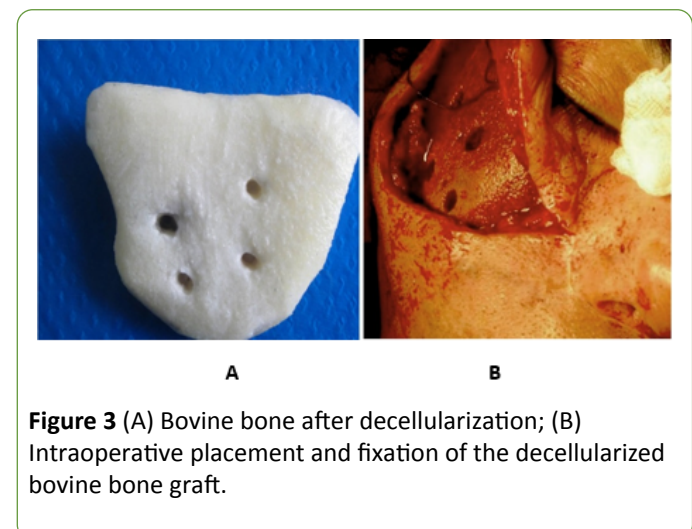 A
B
Figure 3 (A) Bovine bone after decellularization; (B)
Intraoperative placement and fixation of the decellularized
bovine bone graft.